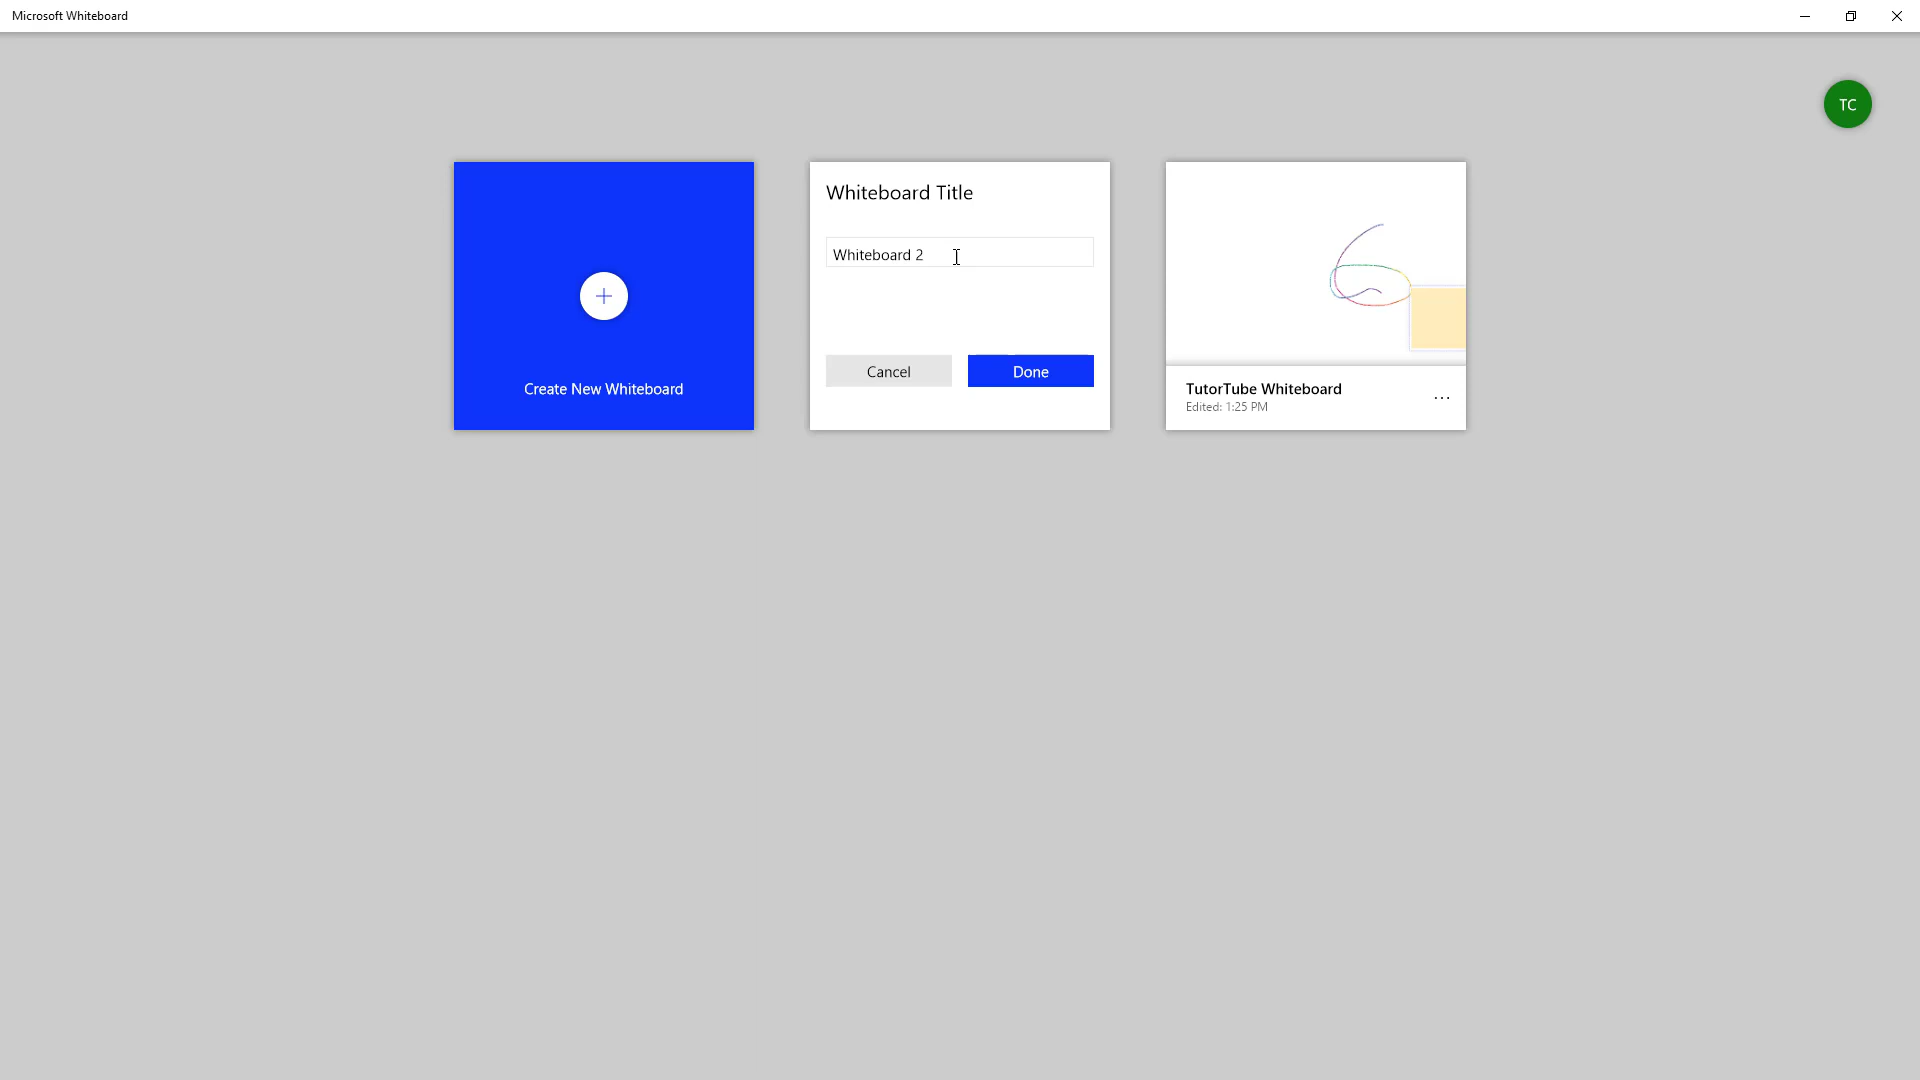 Microsoft Whiteboard
TC
Create New Whiteboard
Whiteboard Title
Whiteboard 2
Cancel
Done
TutorTube Whiteboard
Edited: 1:25 PM